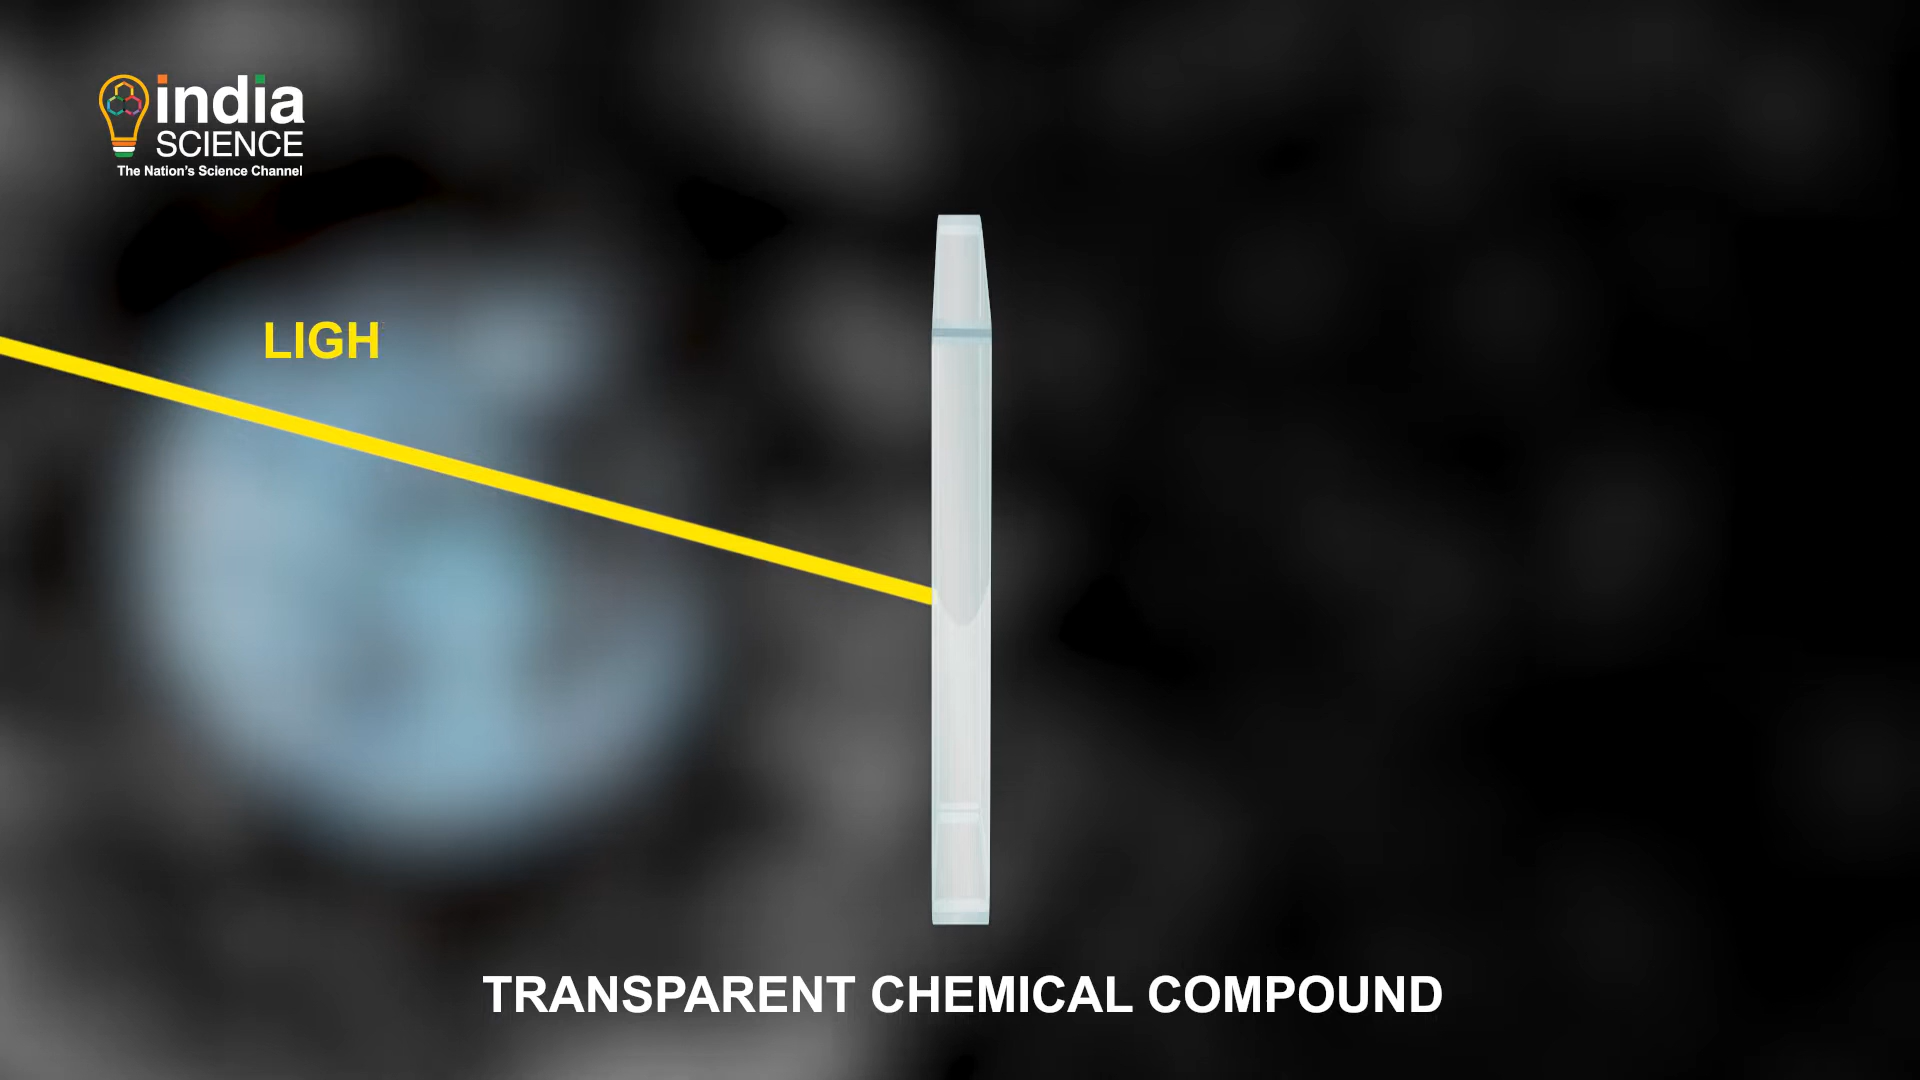 india
SCIENCE
The Nation's Science Channel
LIGH
TRANSPARENT CHEMICAL COMPOUND